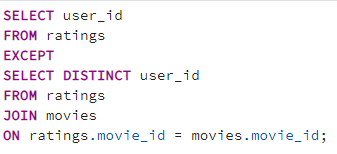 SELECT user_id
FROM ratings
EXCEPT
SELECT DISTINCT user_id
FROM ratings
JOIN movies
ON ratings.movie_id = movies.movie_id;